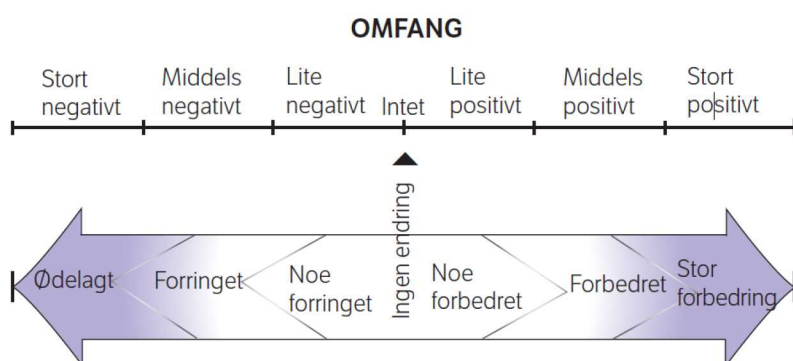 OMFANG
Stort
negativt
Middels
negativt
Lite
negativt
Intet
Lite
positivt
Middels
positivt
Stort
positivt
Ingen endring
Ødelagt
Forringet
Noe
forringet
Noe
forbedret
Forbedret
Stor
forbedring